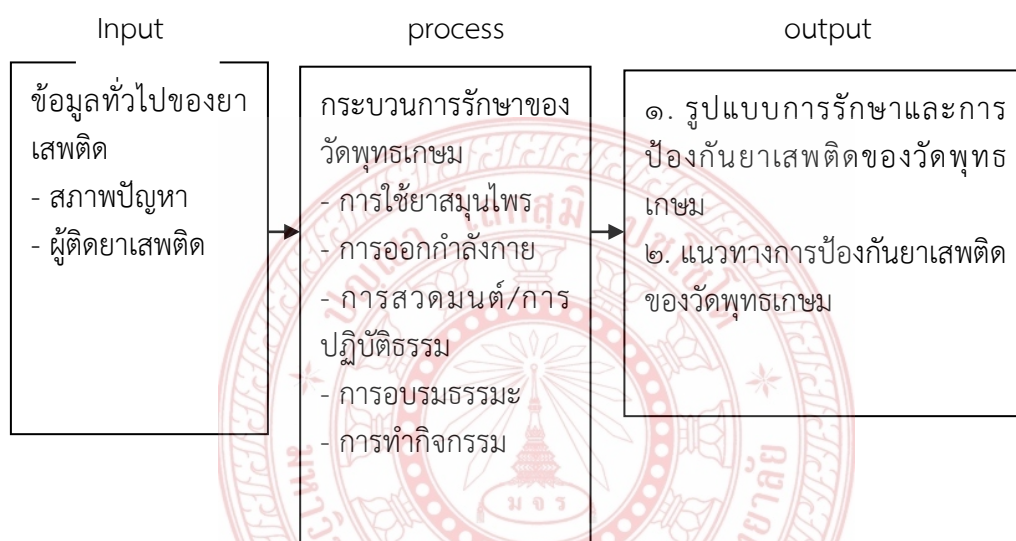 Input
process
output
ข้อมูลทั่วไปของยา
เสพติด
- สภาพปัญหา
- ผู้ติดยาเสพติด
กระบวนการรักษาของ
วัดพุทธเกษม
- การใช้ยาสมุนไพร
- การออกกำลังกาย
- การสวดมนต์/การ
ปฏิบัติธรรม
- การอบรมธรรมะ
- การทำกิจกรรม
๑. รูปแบบการรักษาและการ
ป้องกันยาเสพติดของวัดพุทธ
เกษม
๒. แนวทางการป้องกันยาเสพติด
ของวัดพุทธเกษม
ม จ ร